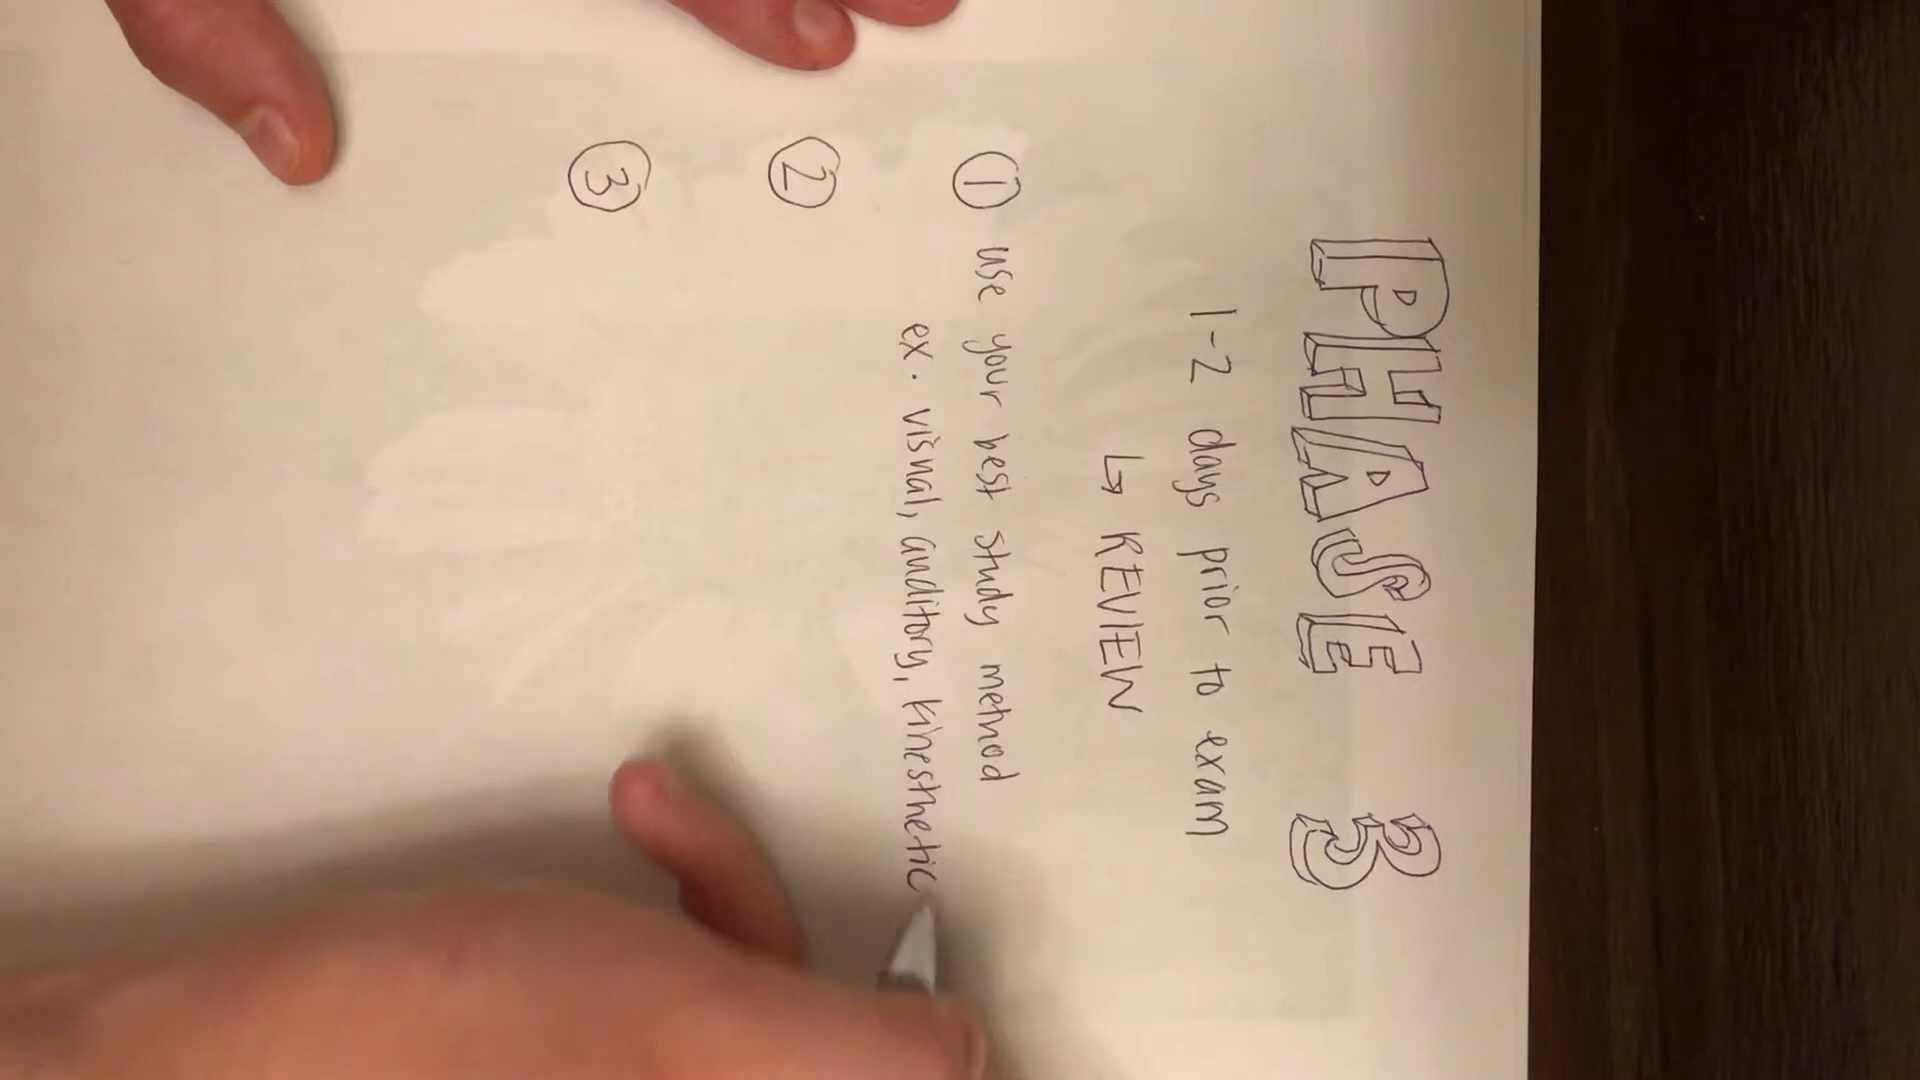 PHASE 3
1-2 days prior to exam
↳ REVIEW
① use your best study method
ex. visual, auditory, kinesthetic
②
③